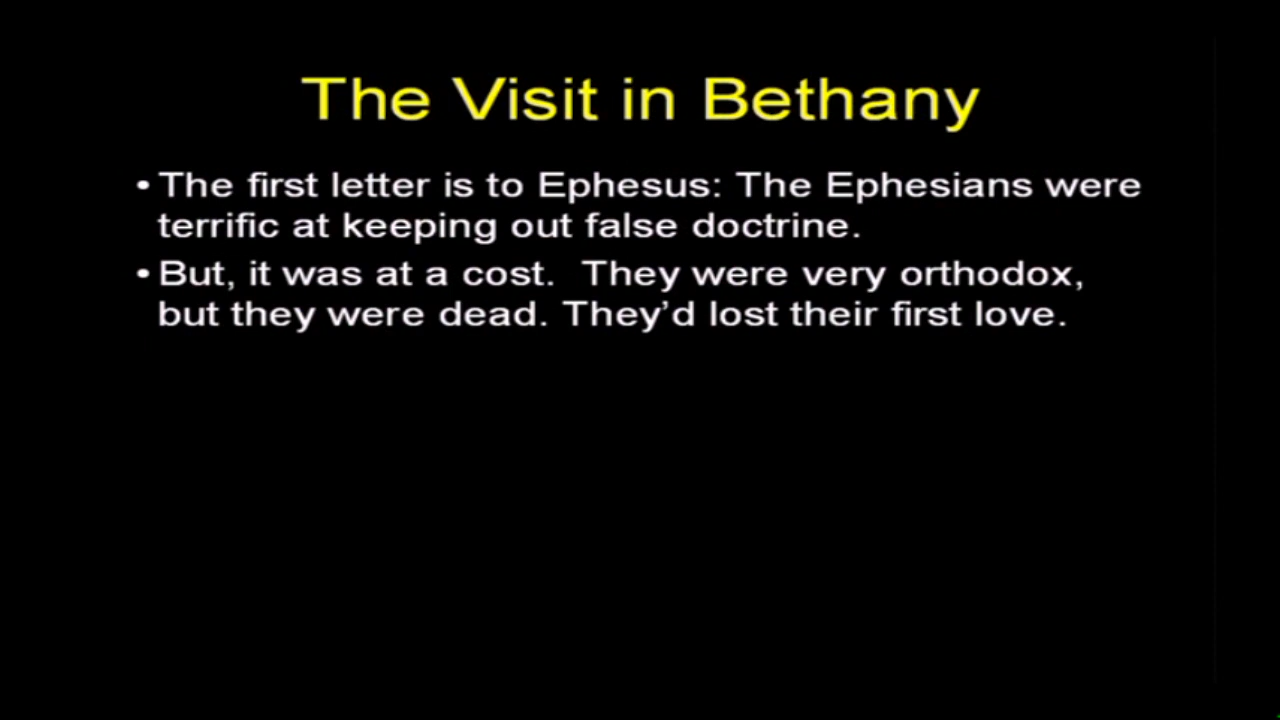 The Visit in Bethany
• The first letter is to Ephesus: The Ephesians were
terrific at keeping out false doctrine.
• But, it was at a cost.  They were very orthodox,
but they were dead. They’d lost their first love.